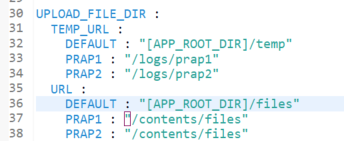 30 UPLOAD_FILE_DIR :
31   TEMP_URL :
32     DEFAULT : "[APP_ROOT_DIR]/temp"
33     PRAP1 : "/logs/prap1"
34     PRAP2 : "/logs/prap2"
35   URL :
36     DEFAULT : "[APP_ROOT_DIR]/files"
37     PRAP1 : "/contents/files"
38     PRAP2 : "/contents/files"